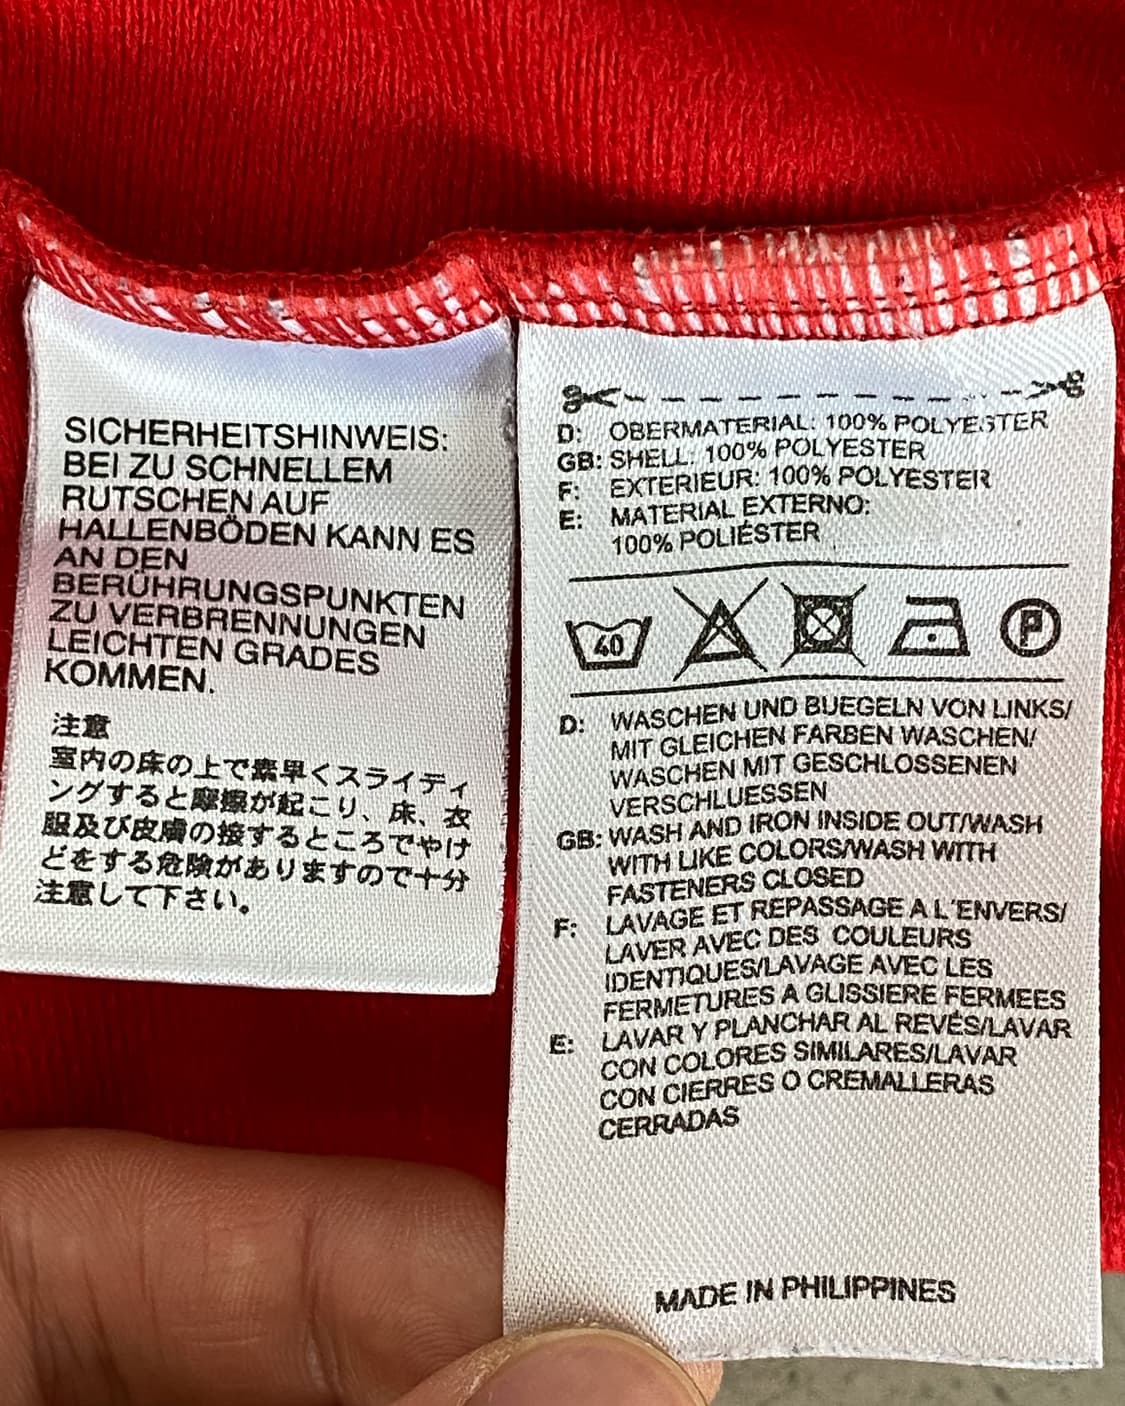 SICHERHEITSHINWEIS:
BEI ZU SCHNELLEM
RUTSCHEN AUF
HALLENBÖDEN KANN ES
AN DEN
BERÜHRUNGSPUNKTEN
ZU VERBRENNUNGEN
LEICHTEN GRADES
KOMMEN.
注意
室内の床の上で素早くスライディ
ングすると摩擦が起こり、床、衣
服及び皮膚の接するところでやけ
どをする危険がありますので十分
注意して下さい。
D: OBERMATERIAL: 100% POLYESTER
GB: SHELL: 100% POLYESTER
F: EXTERIEUR: 100% POLYESTER
E: MATERIAL EXTERNO:
100% POLIÉSTER
40 P
D: WASCHEN UND BUEGELN VON LINKS/
MIT GLEICHEN FARBEN WASCHEN/
WASCHEN MIT GESCHLOSSENEN
VERSCHLUESSEN
GB: WASH AND IRON INSIDE OUT/WASH
WITH LIKE COLORS/WASH WITH
FASTENERS CLOSED
F: LAVAGE ET REPASSAGE A L'ENVERS/
LAVER AVEC DES COULEURS
IDENTIQUES/LAVAGE AVEC LES
FERMETURES A GLISSIERE FERMEES
E: LAVAR Y PLANCHAR AL REVÉS/LAVAR
CON COLORES SIMILARES/LAVAR
CON CIERRES O CREMALLERAS
CERRADAS
MADE IN PHILIPPINES